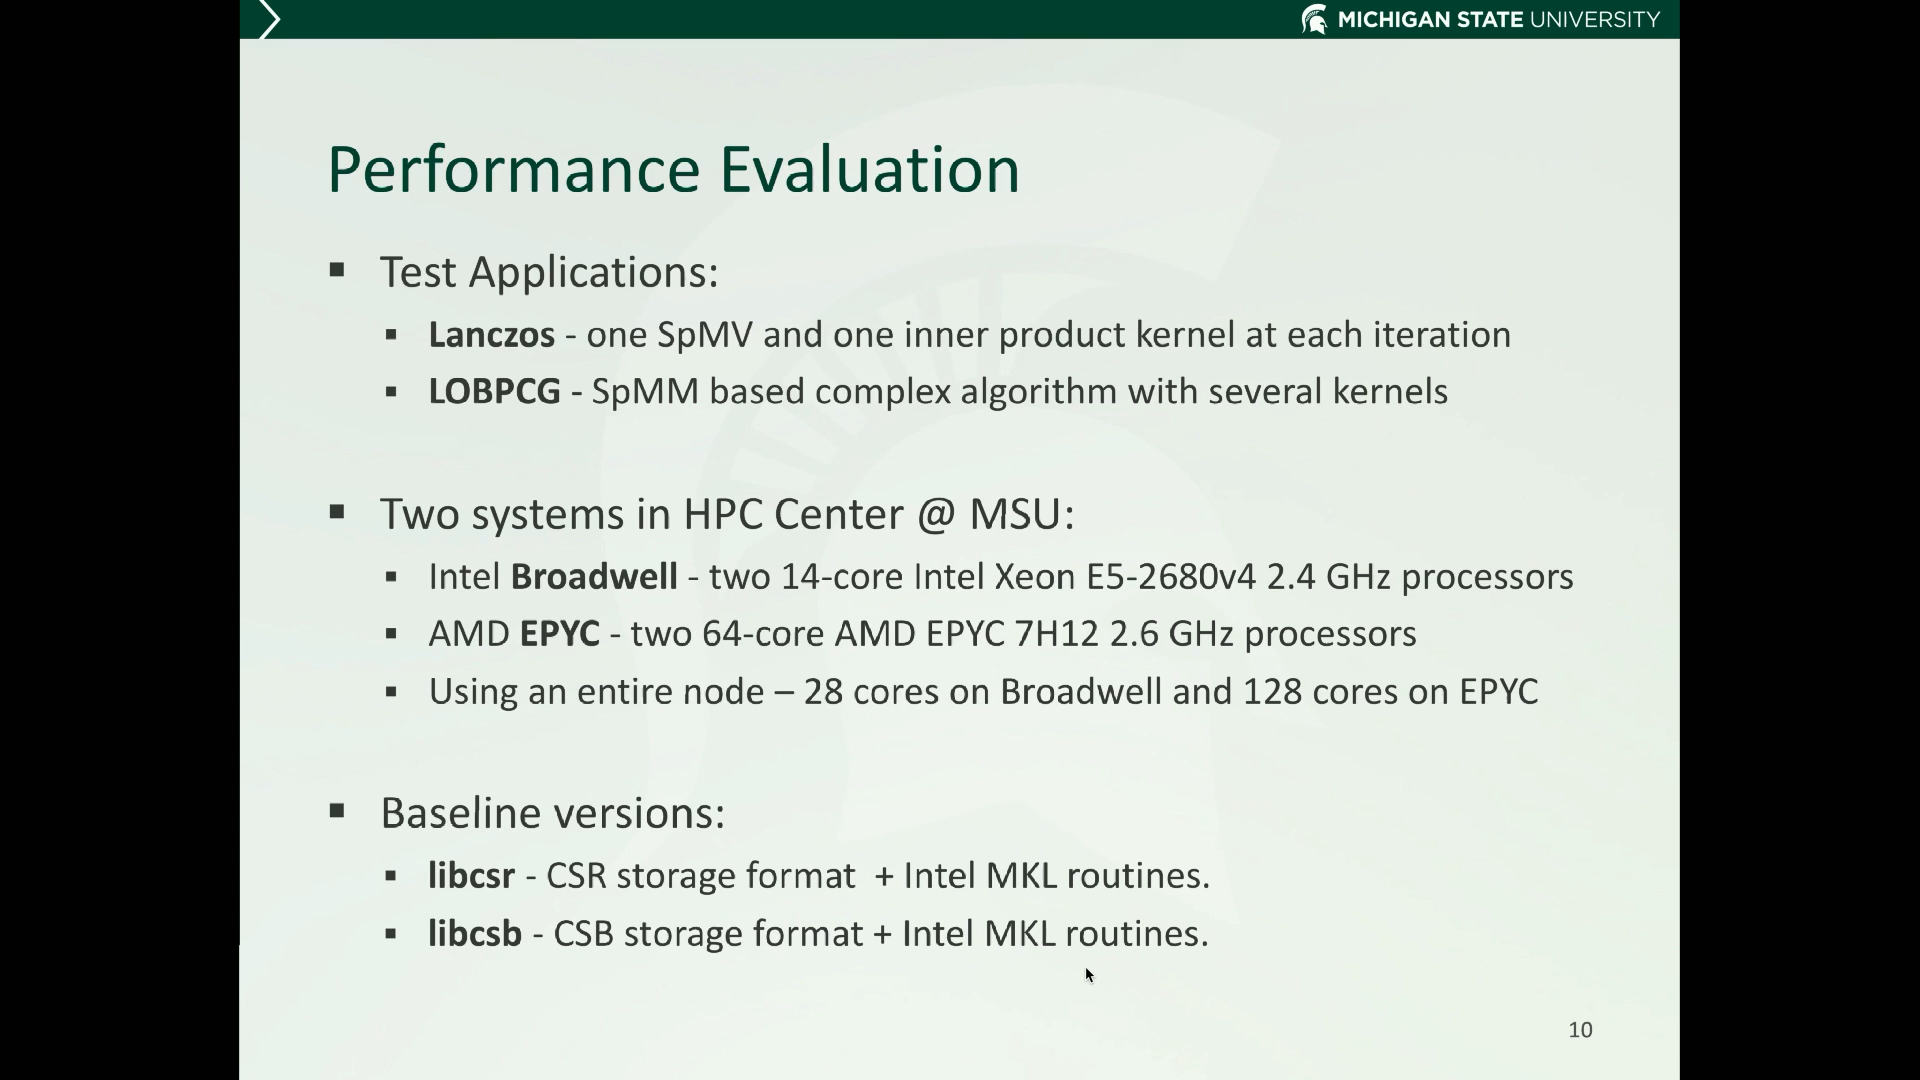 MICHIGAN STATE UNIVERSITY
Performance Evaluation
▪ Test Applications:
▪ Lanczos - one SpMV and one inner product kernel at each iteration
▪ LOBPCG - SpMM based complex algorithm with several kernels
▪ Two systems in HPC Center @ MSU:
▪ Intel Broadwell - two 14-core Intel Xeon E5-2680v4 2.4 GHz processors
▪ AMD EPYC - two 64-core AMD EPYC 7H12 2.6 GHz processors
▪ Using an entire node – 28 cores on Broadwell and 128 cores on EPYC
▪ Baseline versions:
▪ libcsr - CSR storage format + Intel MKL routines.
▪ libcsb - CSB storage format + Intel MKL routines.
10